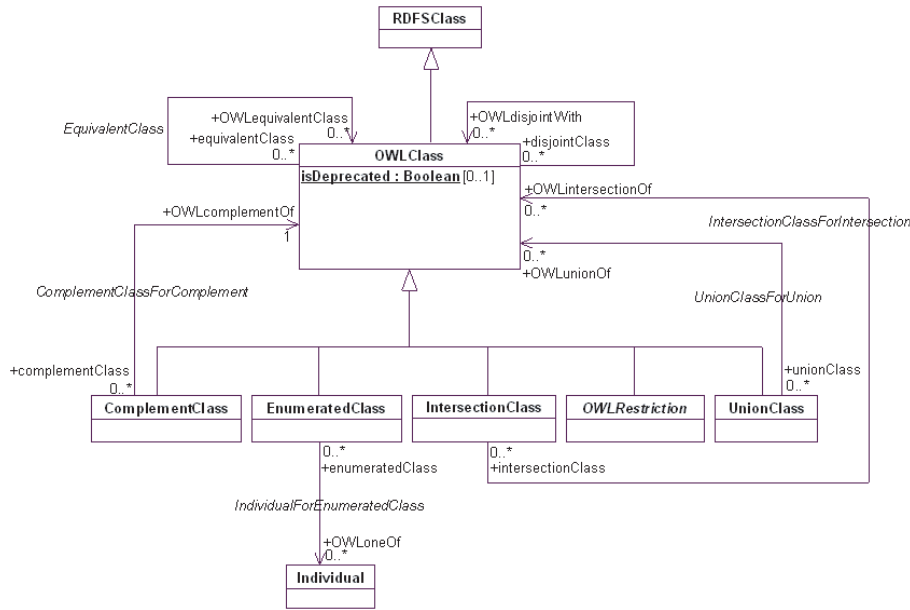 RDFSClass
EquivalentClass
+OWLequivalentClass
0..*
+equivalentClass
0..*
+OWLdisjointWith
0..*
+disjointClass
0..*
OWLClass
isDeprecated : Boolean [0..1]
+OWLintersectionOf
0..*
IntersectionClassForIntersection
+OWLcomplementOf
1
0..*
+OWLunionOf
ComplementClassForComplement
UnionClassForUnion
+complementClass
0..*
+unionClass
0..*
ComplementClass
EnumeratedClass
IntersectionClass
OWLRestriction
UnionClass
0..*
+enumeratedClass
0..*
+intersectionClass
IndividualForEnumeratedClass
+OWLoneOf
0..*
Individual